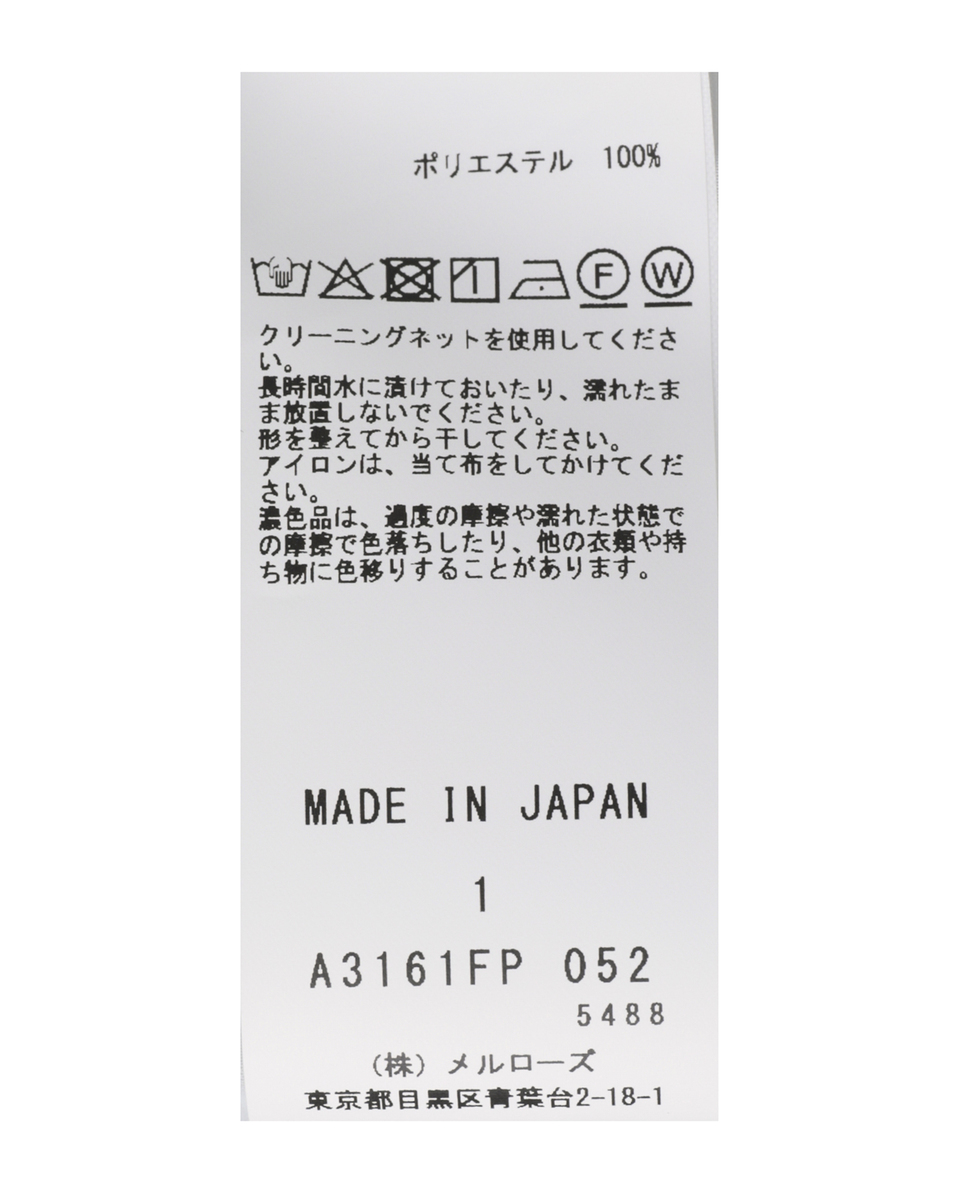 ポリエステル 100%
F W
クリーニングネットを使用してくださ
い。
長時間水に漬けておいたり、濡れたま
ま放置しないでください。
形を整えてから干してください。
アイロンは、当て布をしてかけてくだ
さい。
濃色品は、過度の摩擦や濡れた状態で
の摩擦で色落ちしたり、他の衣類や持
ち物に色移りすることがあります。
MADE IN JAPAN
1
A3161FP 052
5488
(株) メルローズ
東京都目黒区青葉台2-18-1